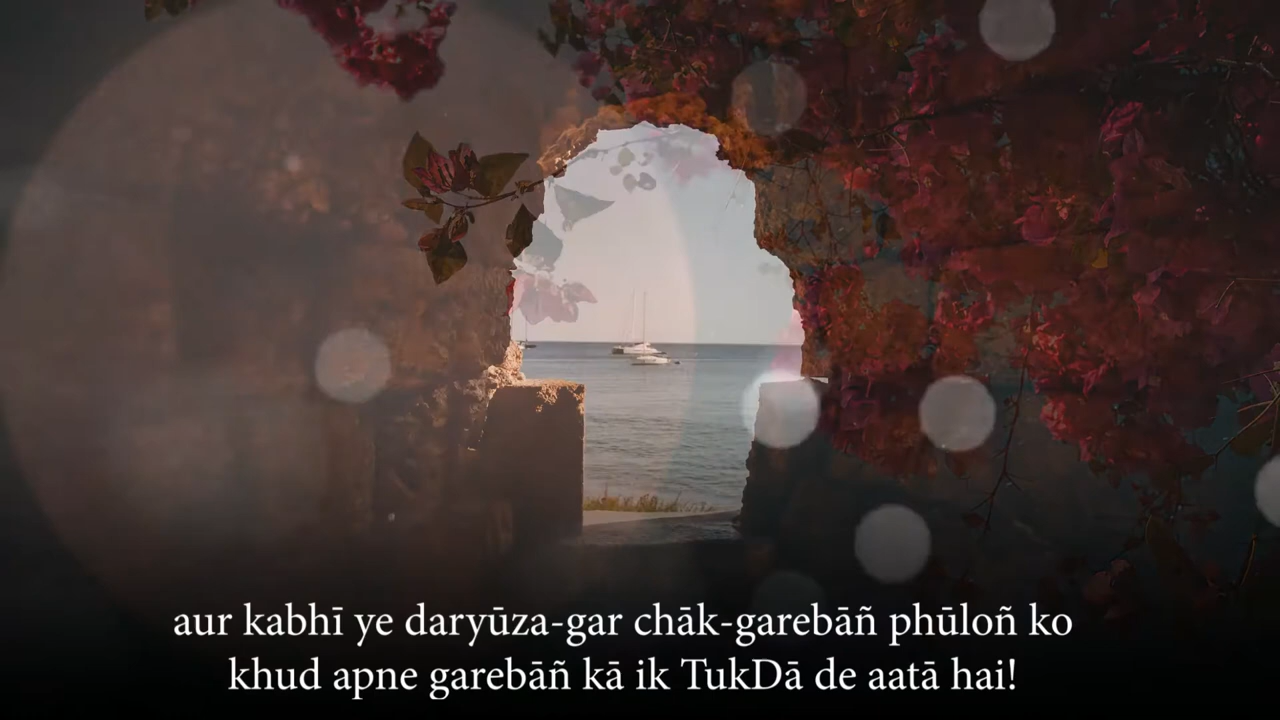 aur kabhī ye daryūza-gar chāk-garebāñ phūloñ ko
khud apne garebāñ kā ik TukDā de aatā hai!